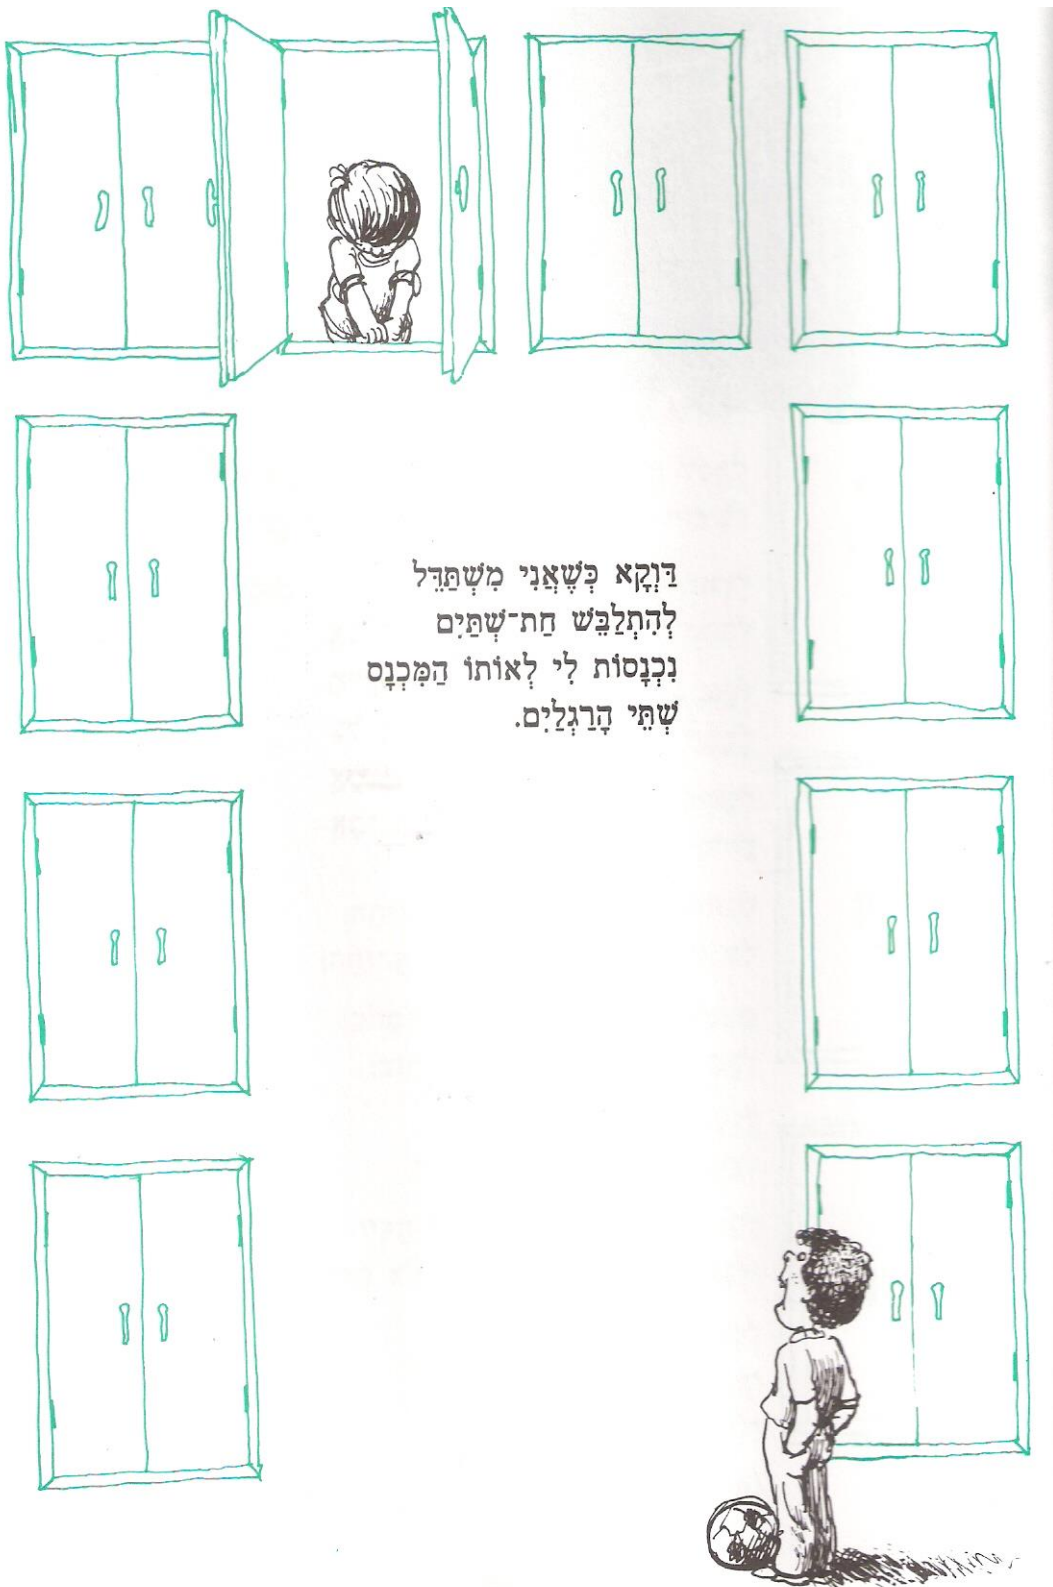 דַּוְקָא כְּשֶׁאֲנִי מִשְׁתַּדֵּל
לְהִתְלַבֵּשׁ חַת־שְׁתַּיִם
נִכְנָסוֹת לִי לְאוֹתוֹ הַמִּכְנָס
שְׁתֵּי הָרַגְלַיִם.